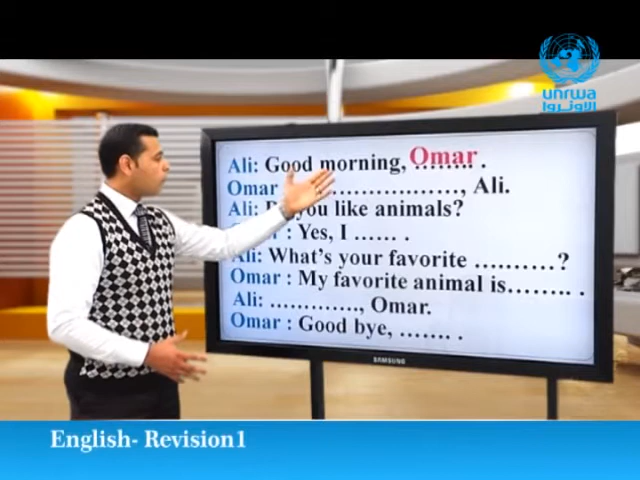 unrwa
الأونروا
Ali: Good morning, Omar ........ .
Omar ...................., Ali.
Ali: you like animals?
: Yes, I ...... .
Ali: What's your favorite ..........?
Omar : My favorite animal is........ .
Ali: ............., Omar.
Omar : Good bye, ....... .
SAMSUNG
English- Revision1